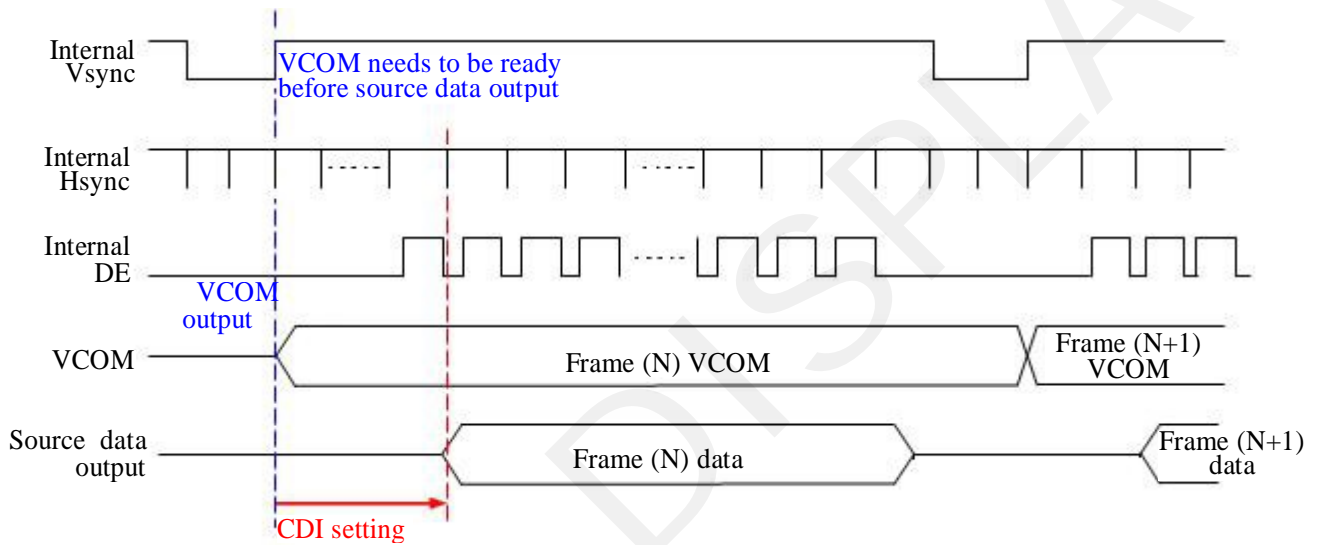 Internal
Vsync
VCOM needs to be ready
before source data output
Internal
Hsync
Internal
DE
VCOM
output
VCOM
Frame (N) VCOM
Frame (N+1)
VCOM
Source data
output
Frame (N) data
Frame (N+1)
data
CDI setting
DISPLA